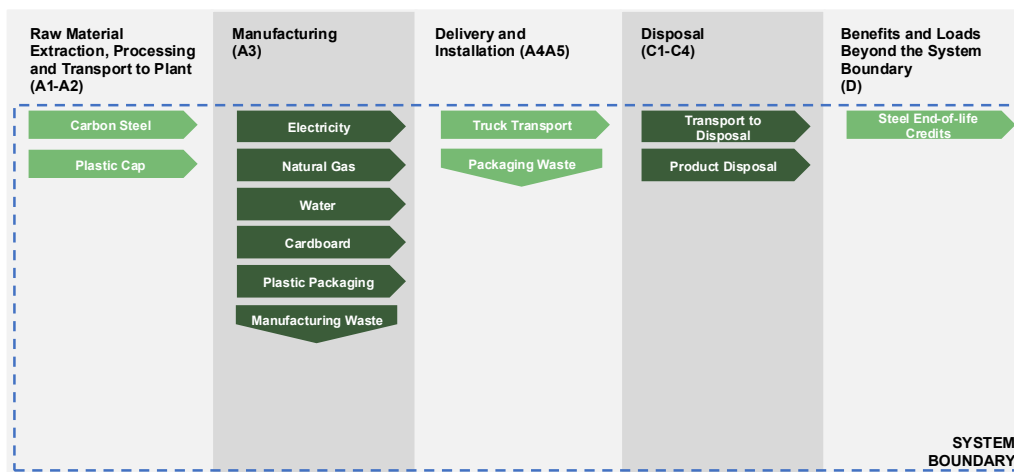 Raw Material
Extraction, Processing
and Transport to Plant
(A1-A2)
Carbon Steel
Plastic Cap
Manufacturing
(A3)
Electricity
Natural Gas
Water
Cardboard
Plastic Packaging
Manufacturing Waste
Delivery and
Installation (A4A5)
Truck Transport
Packaging Waste
Disposal
(C1-C4)
Transport to
Disposal
Product Disposal
Benefits and Loads
Beyond the System
Boundary
(D)
Steel End-of-life
Credits
SYSTEM
BOUNDARY